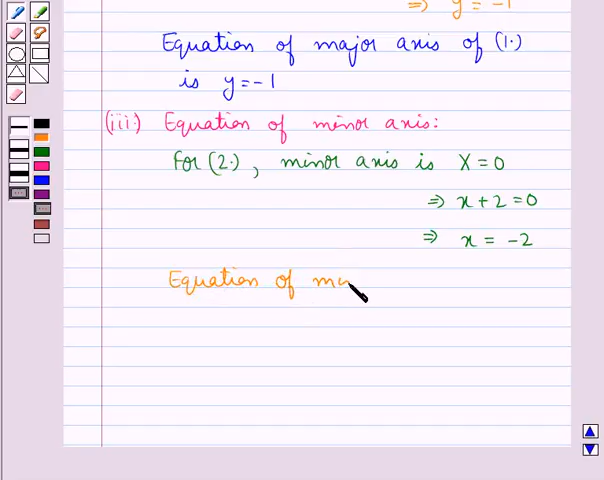 ⇒ y = -1
Equation of major axis of (1.)
is y = -1
(iii.) Equation of minor axis:
For (2.), minor axis is X = 0
⇒ x + 2 = 0
⇒ x = -2
Equation of